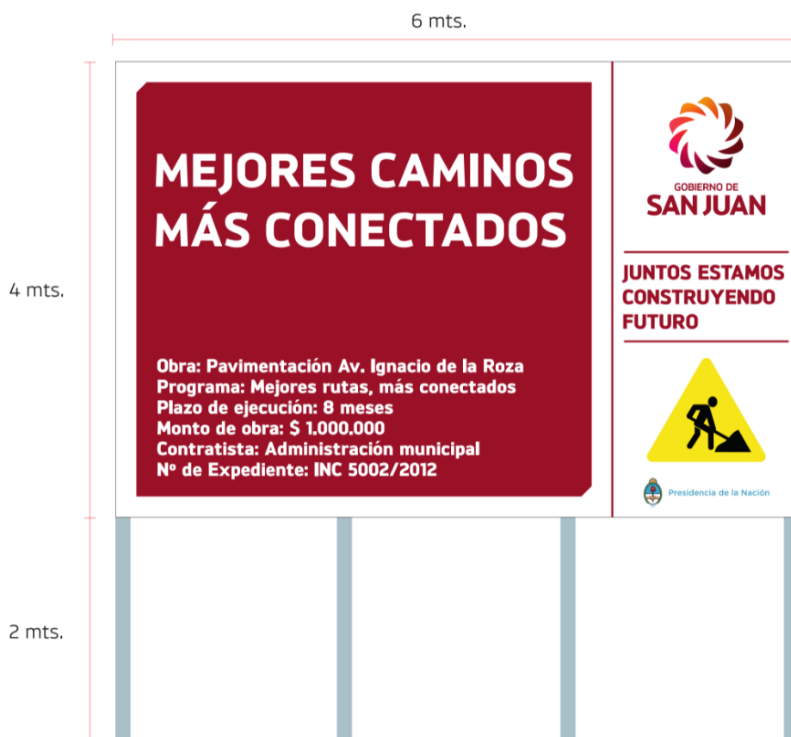 6 mts.
4 mts.
2 mts.
MEJORES CAMINOS
MÁS CONECTADOS
Obra: Pavimentación Av. Ignacio de la Roza
Programa: Mejores rutas, más conectados
Plazo de ejecución: 8 meses
Monto de obra: $ 1.000.000
Contratista: Administración municipal
Nº de Expediente: INC 5002/2012
GOBIERNO DE
SAN JUAN
JUNTOS ESTAMOS
CONSTRUYENDO
FUTURO
Presidencia de la Nación